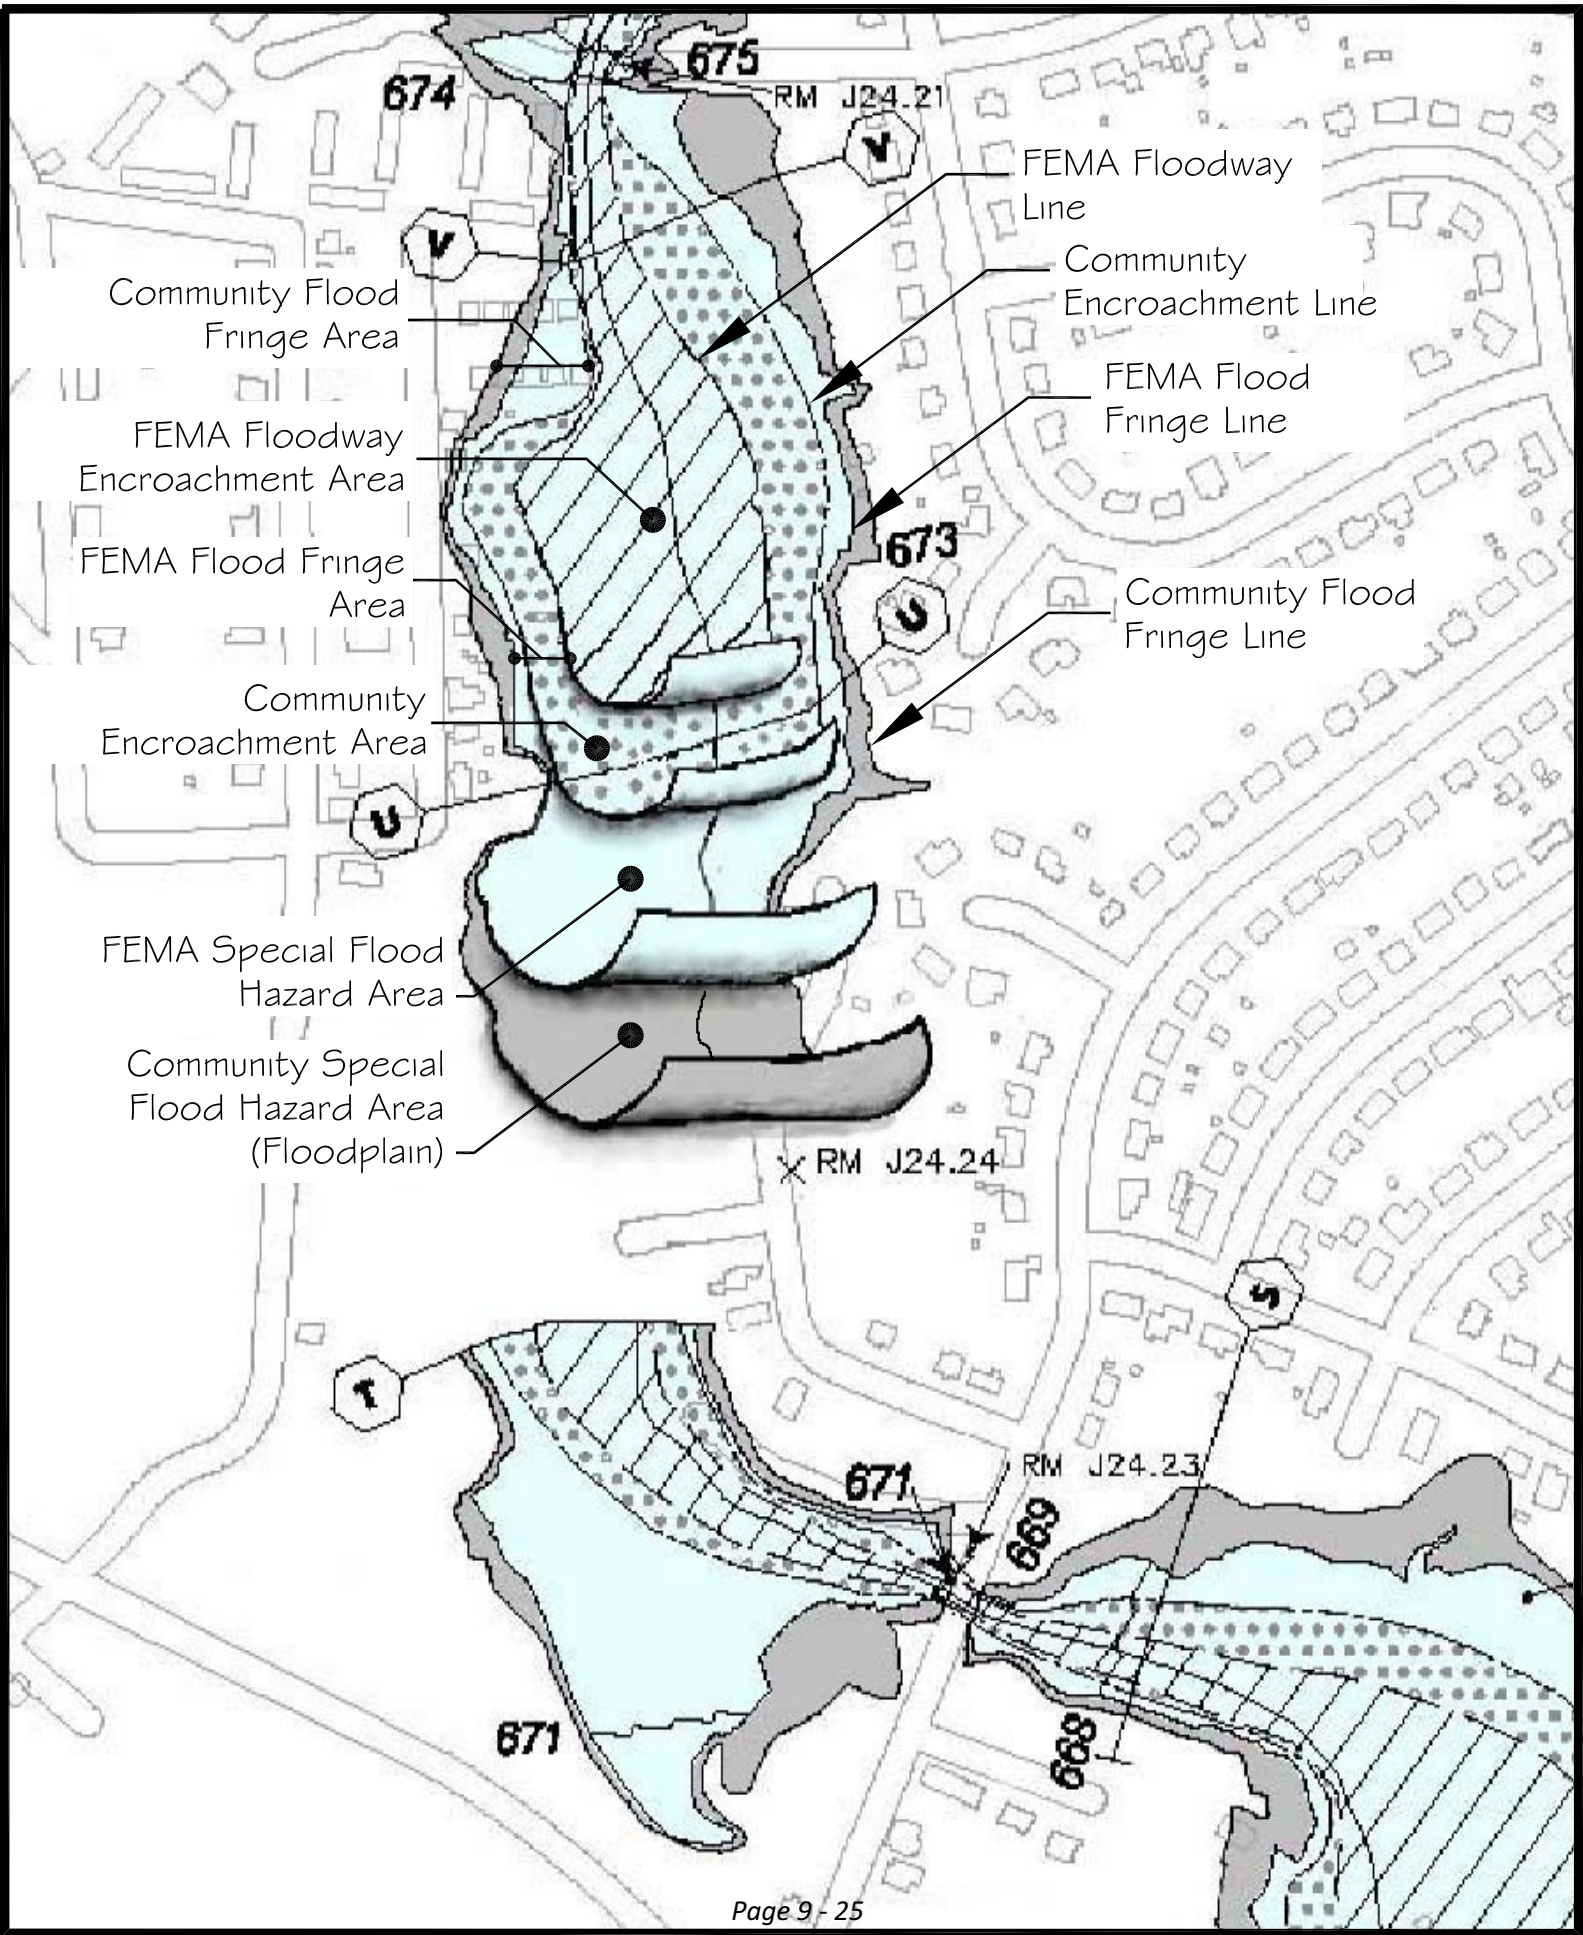 675
674
RM J24.21
V
FEMA Floodway
Line
V
Community
Encroachment Line
Community Flood
Fringe Area
FEMA Flood
Fringe Line
FEMA Floodway
Encroachment Area
673
FEMA Flood Fringe
Area
U
Community Flood
Fringe Line
Community
Encroachment Area
U
FEMA Special Flood
Hazard Area
Community Special
Flood Hazard Area
(Floodplain)
RM J24.24
S
T
671
RM J24.23
669
671
668
Page 9 - 25